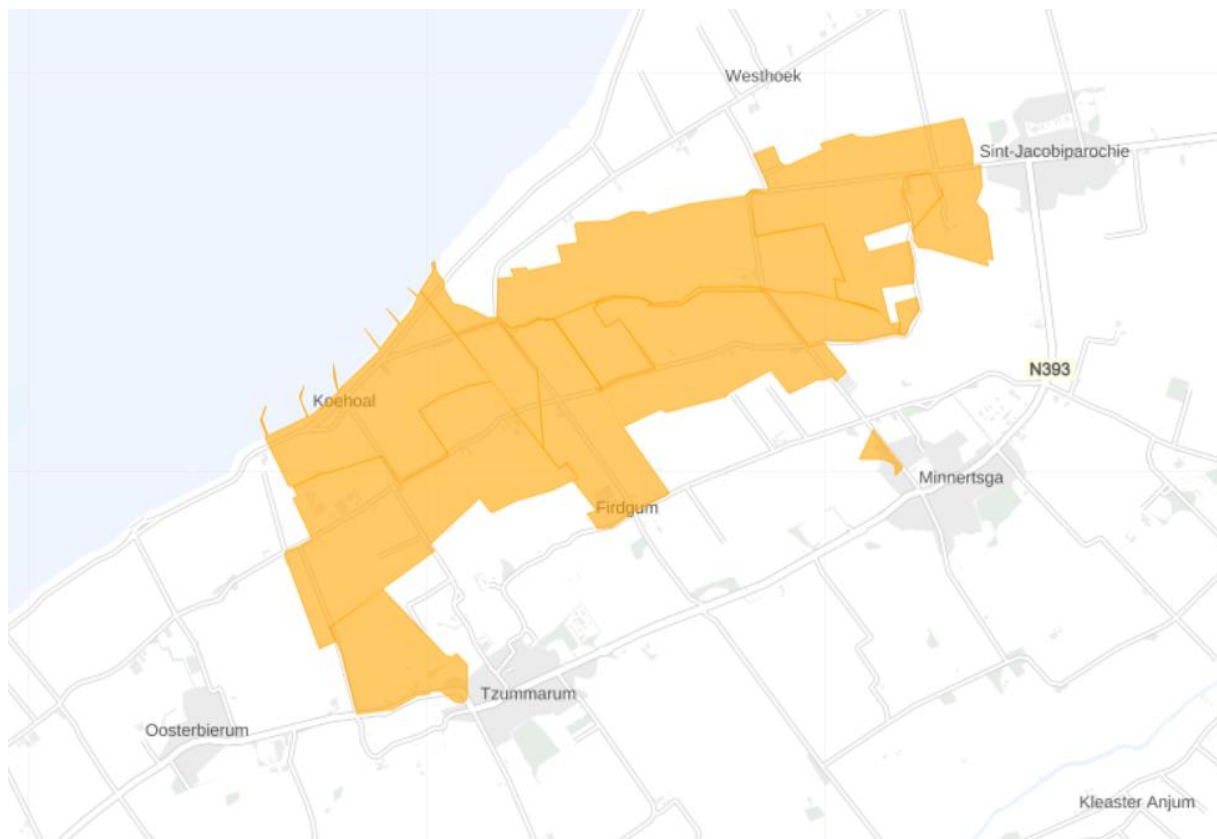 Westhoek
Sint-Jacobiparochie
N393
Koehoal
Minnertsga
Firdgum
Tzummarum
Oosterbierum
Kleaster Anjum